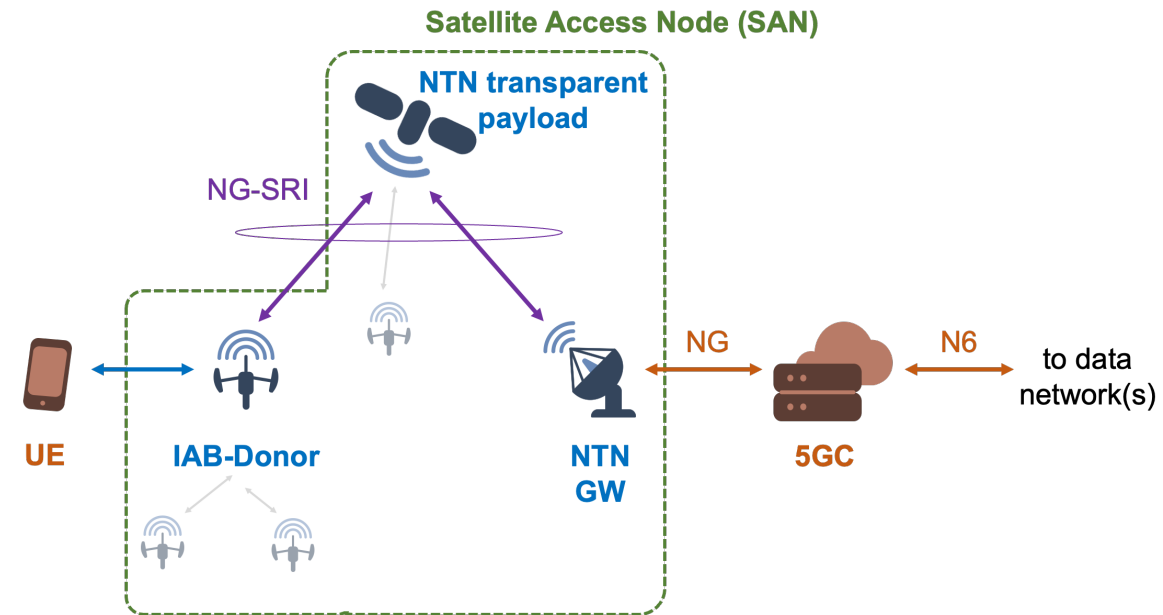 Satellite Access Node (SAN)
NTN transparent
payload
NG-SRI
NG
N6
to data
network(s)
UE
IAB-Donor
NTN
GW
5GC